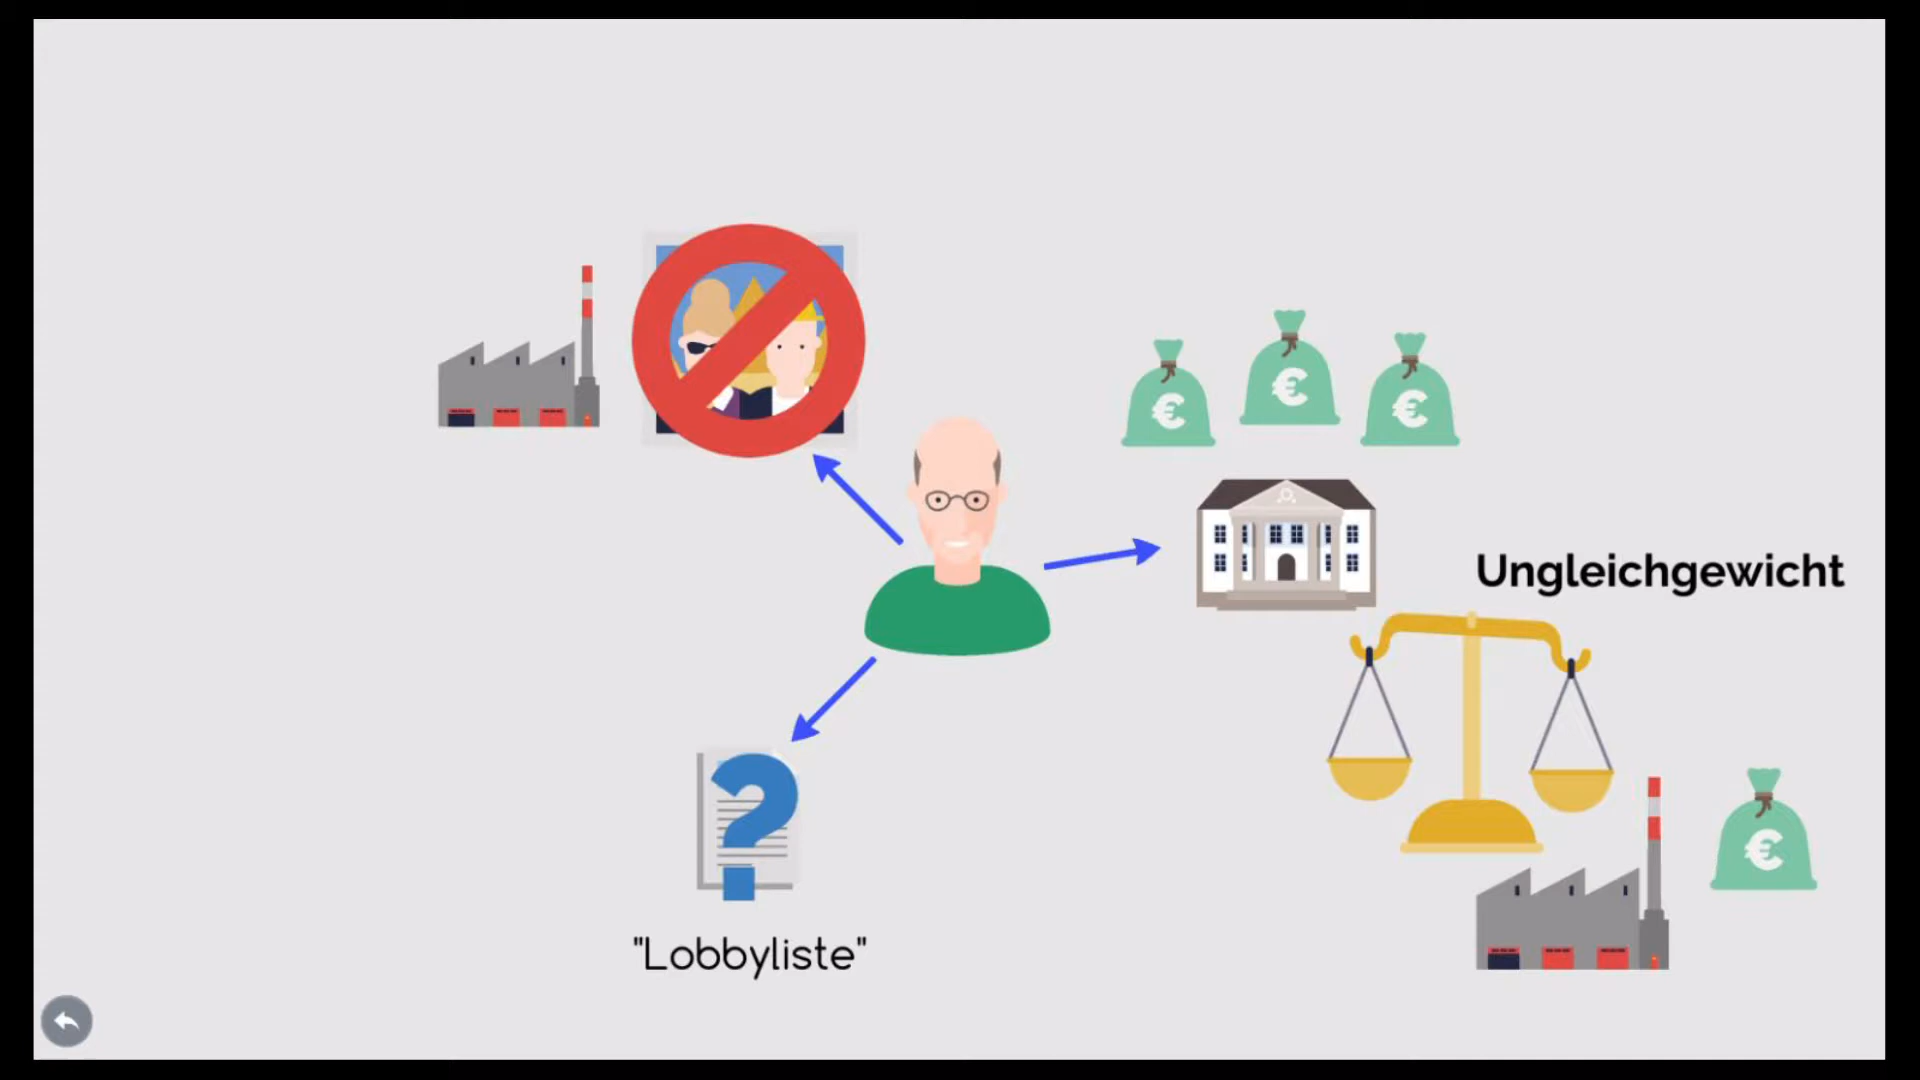 €
€
€
Ungleichgewicht
€
"Lobbyliste"